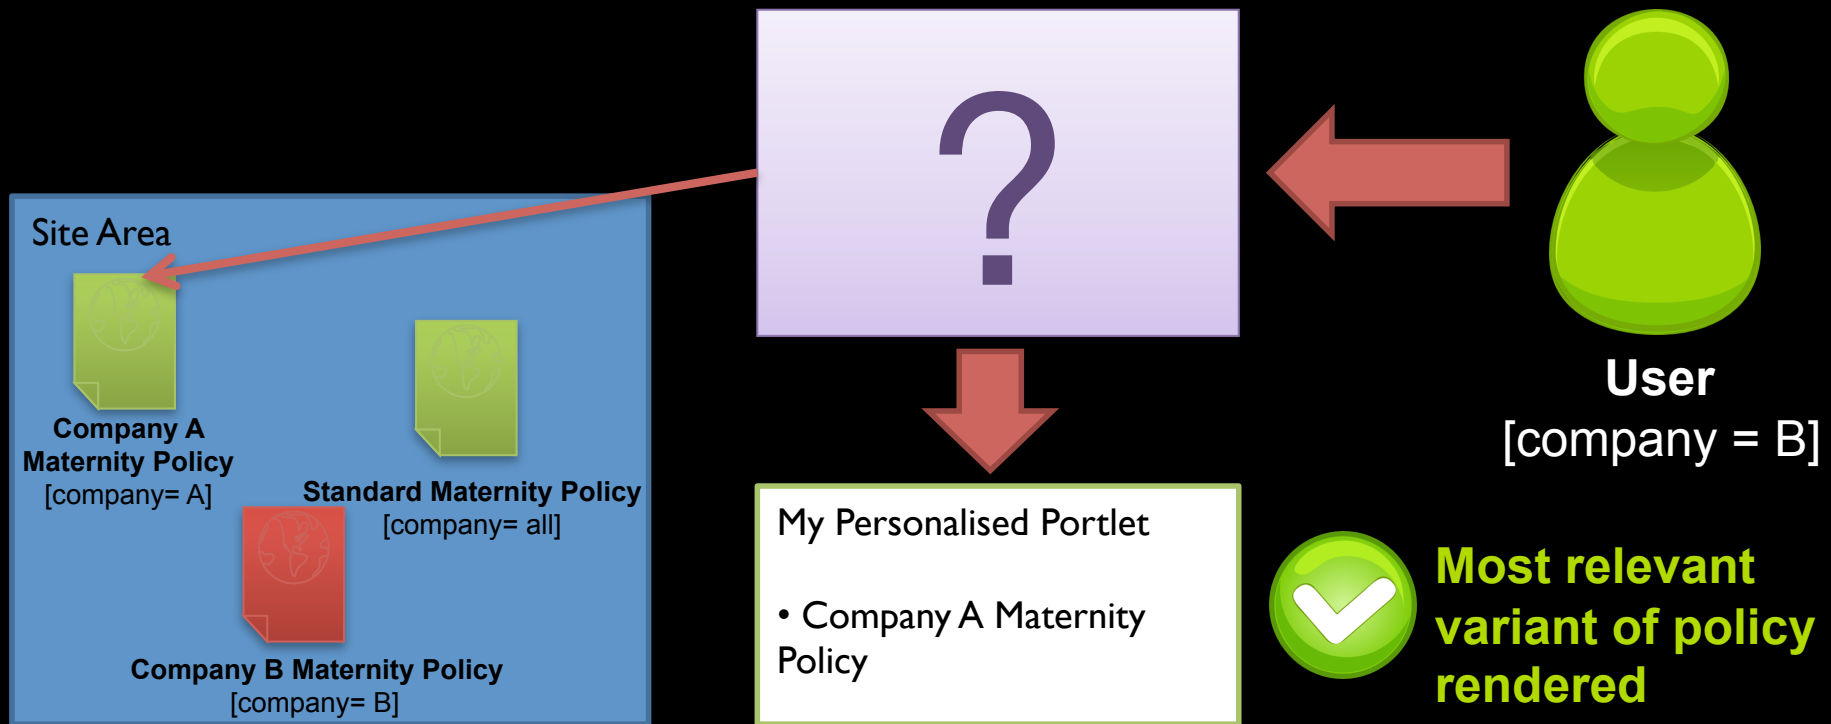 ?
Site Area
Company A
Maternity Policy
[company= A]
Standard Maternity Policy
[company= all]
Company B Maternity Policy
[company= B]
My Personalised Portlet
• Company A Maternity
Policy
User
[company = B]
Most relevant
variant of policy
rendered